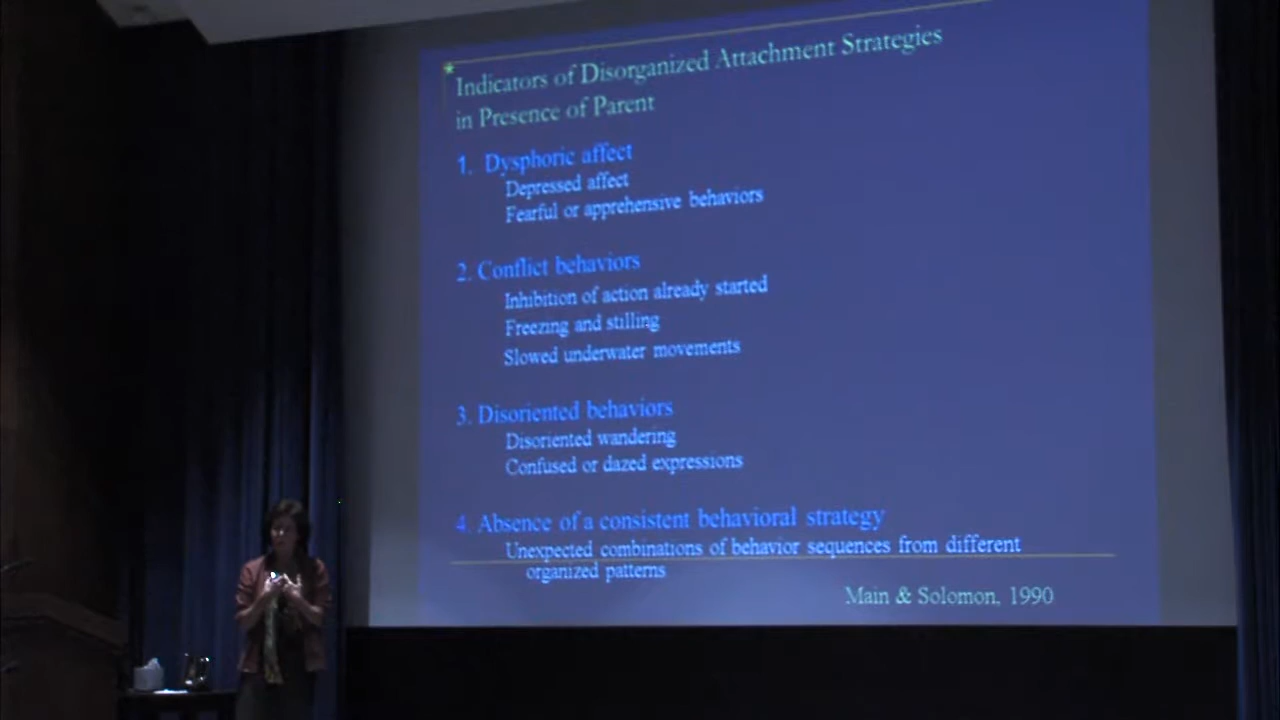 Indicators of Disorganized Attachment Strategies
in Presence of Parent
1. Dysphoric affect
Depressed affect
Fearful or apprehensive behaviors
2. Conflict behaviors
Inhibition of action already started
Freezing and stilling
Slowed underwater movements
3. Disoriented behaviors
Disoriented wandering
Confused or dazed expressions
4. Absence of a consistent behavioral strategy
Unexpected combinations of behavior sequences from different
organized patterns
Main & Solomon, 1990